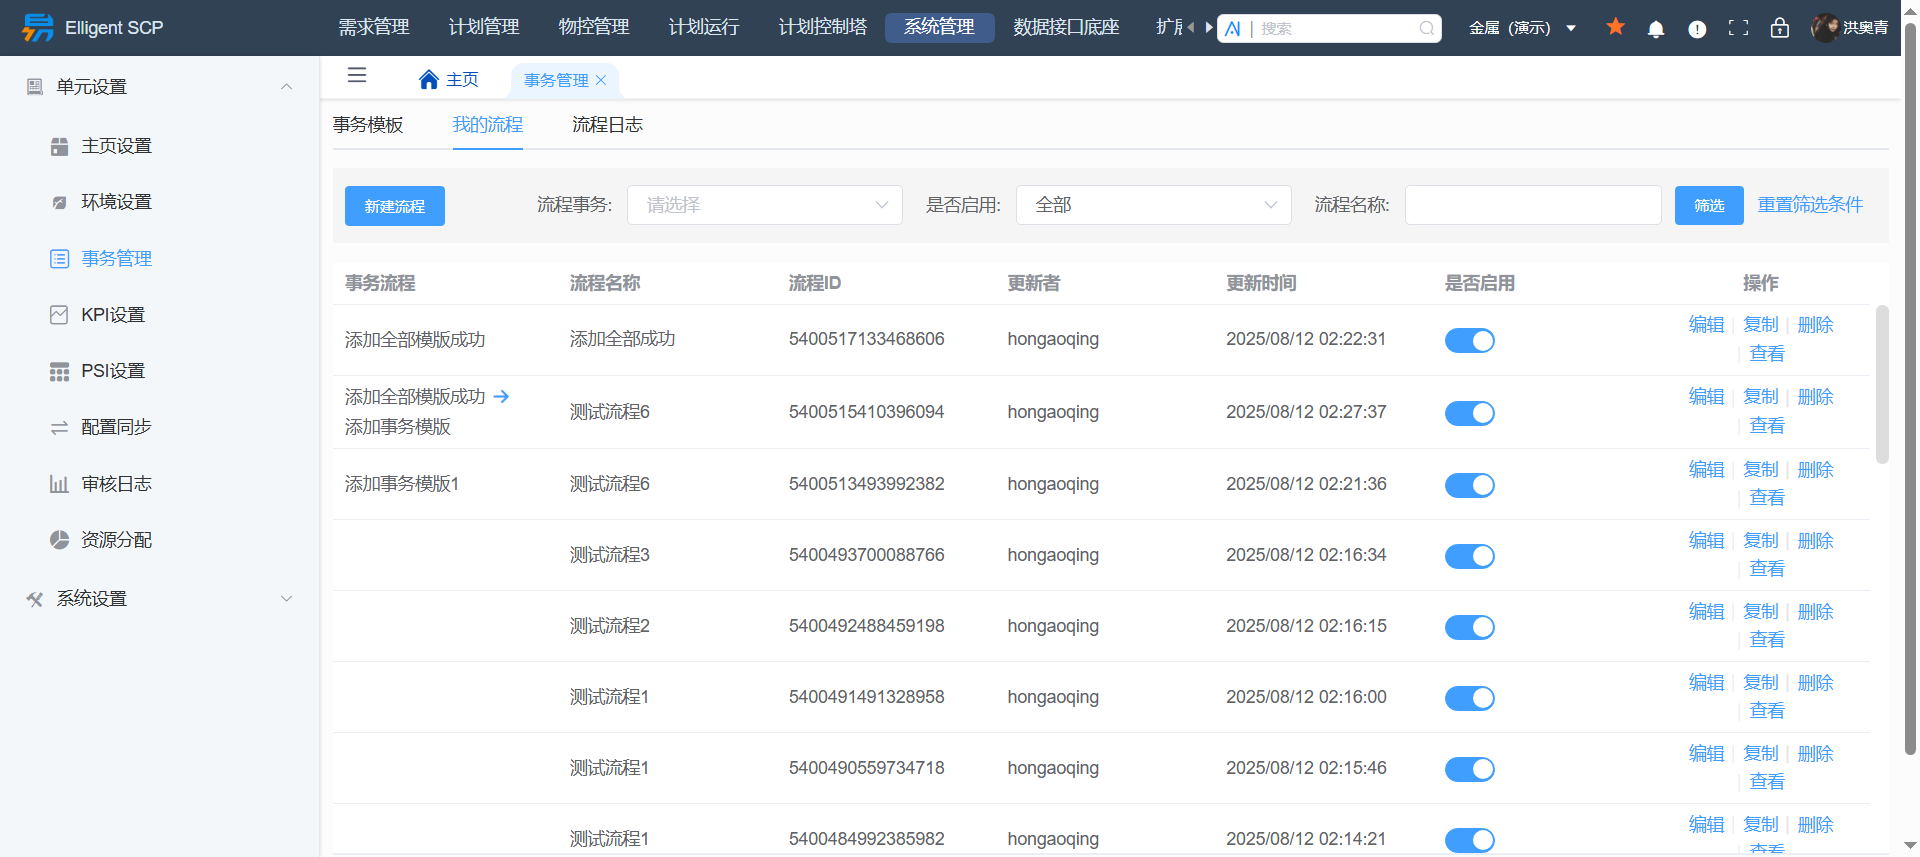 Elligent SCP
需求管理
计划管理
物控管理
计划运行
计划控制塔
系统管理
数据接口底座
AI | 搜索
金属（演示）
洪奥青
单元设置
主页设置
环境设置
事务管理
KPI设置
PSI设置
配置同步
审核日志
资源分配
系统设置
主页
事务管理
事务模板
我的流程
流程日志
新建流程
流程事务: 请选择
是否启用: 全部
流程名称:
筛选
重置筛选条件
事务流程 流程名称 流程ID 更新者 更新时间 是否启用 操作
添加全部模版成功 添加全部成功 5400517133468606 hongaoqing 2025/08/12 02:22:31 编辑 复制 删除
查看
添加全部模版成功 → 添加事务模版 测试流程6 5400515410396094 hongaoqing 2025/08/12 02:27:37 编辑 复制 删除
查看
添加事务模版1 测试流程6 5400513493992382 hongaoqing 2025/08/12 02:21:36 编辑 复制 删除
查看
测试流程3 5400493700088766 hongaoqing 2025/08/12 02:16:34 编辑 复制 删除
查看
测试流程2 5400492488459198 hongaoqing 2025/08/12 02:16:15 编辑 复制 删除
查看
测试流程1 5400491491328958 hongaoqing 2025/08/12 02:16:00 编辑 复制 删除
查看
测试流程1 5400490559734718 hongaoqing 2025/08/12 02:15:46 编辑 复制 删除
查看
测试流程1 5400484992385982 hongaoqing 2025/08/12 02:14:21 编辑 复制 删除